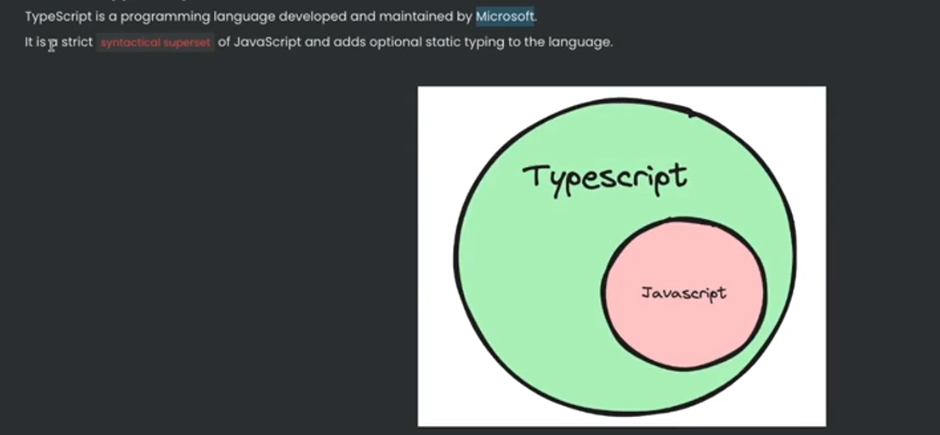 TypeScript is a programming language developed and maintained by Microsoft.
It is a strict syntactical superset of JavaScript and adds optional static typing to the language.
Typescript
Javascript